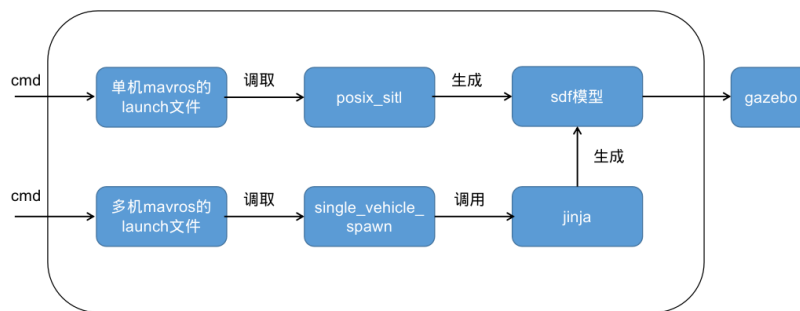 cmd
单机mavros的
launch文件
调取
posix_sitl
生成
sdf模型
gazebo
生成
cmd
多机mavros的
launch文件
调取
single_vehicle_
spawn
调用
jinja